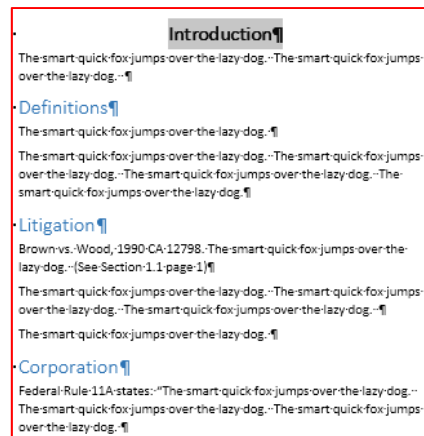 Introduction¶
The·smart·quick·fox·jumps·over·the·lazy·dog.··The·smart·quick·fox·jumps·
over·the·lazy·dog.··¶
Definitions¶
The·smart·quick·fox·jumps·over·the·lazy·dog.·¶
The·smart·quick·fox·jumps·over·the·lazy·dog.··The·smart·quick·fox·jumps·
over·the·lazy·dog.··The·smart·quick·fox·jumps·over·the·lazy·dog.··The·
smart·quick·fox·jumps·over·the·lazy·dog.¶
Litigation¶
Brown·vs.·Wood,·1990·CA·12798.·The·smart·quick·fox·jumps·over·the·
lazy·dog.··(See·Section·1.1·page·1)¶
The·smart·quick·fox·jumps·over·the·lazy·dog.··The·smart·quick·fox·jumps·
over·the·lazy·dog.··The·smart·quick·fox·jumps·over·the·lazy·dog.··¶
The·smart·quick·fox·jumps·over·the·lazy·dog.·¶
Corporation¶
Federal·Rule·11A·states:·"The·smart·quick·fox·jumps·over·the·lazy·dog.··
The·smart·quick·fox·jumps·over·the·lazy·dog.··The·smart·quick·fox·jumps·
over·the·lazy·dog.·¶